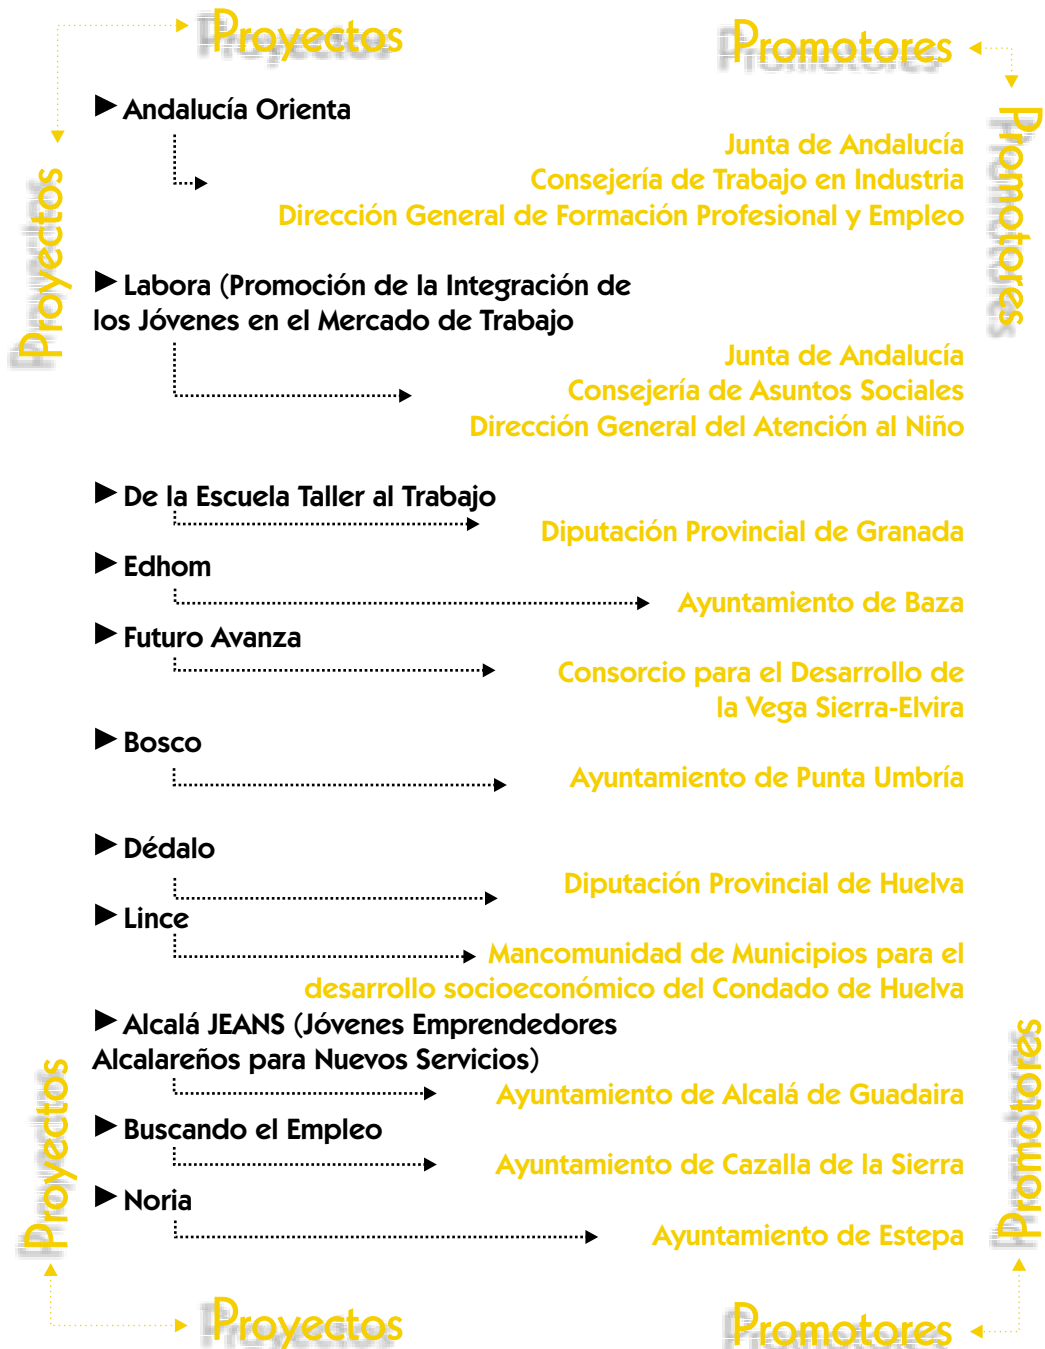 Proyectos
Promotores
Proyectos
Promotores
Andalucía Orienta
Junta de Andalucía
Consejería de Trabajo en Industria
Dirección General de Formación Profesional y Empleo
Labora (Promoción de la Integración de
los Jóvenes en el Mercado de Trabajo
Junta de Andalucía
Consejería de Asuntos Sociales
Dirección General del Atención al Niño
De la Escuela Taller al Trabajo
Diputación Provincial de Granada
Edhom
Ayuntamiento de Baza
Futuro Avanza
Consorcio para el Desarrollo de
la Vega Sierra-Elvira
Bosco
Ayuntamiento de Punta Umbría
Dédalo
Diputación Provincial de Huelva
Lince
Mancomunidad de Municipios para el
desarrollo socioeconómico del Condado de Huelva
Alcalá JEANS (Jóvenes Emprendedores
Alcalareños para Nuevos Servicios)
Ayuntamiento de Alcalá de Guadaira
Buscando el Empleo
Ayuntamiento de Cazalla de la Sierra
Noria
Ayuntamiento de Estepa
Proyectos
Promotores
Proyectos
Promotores